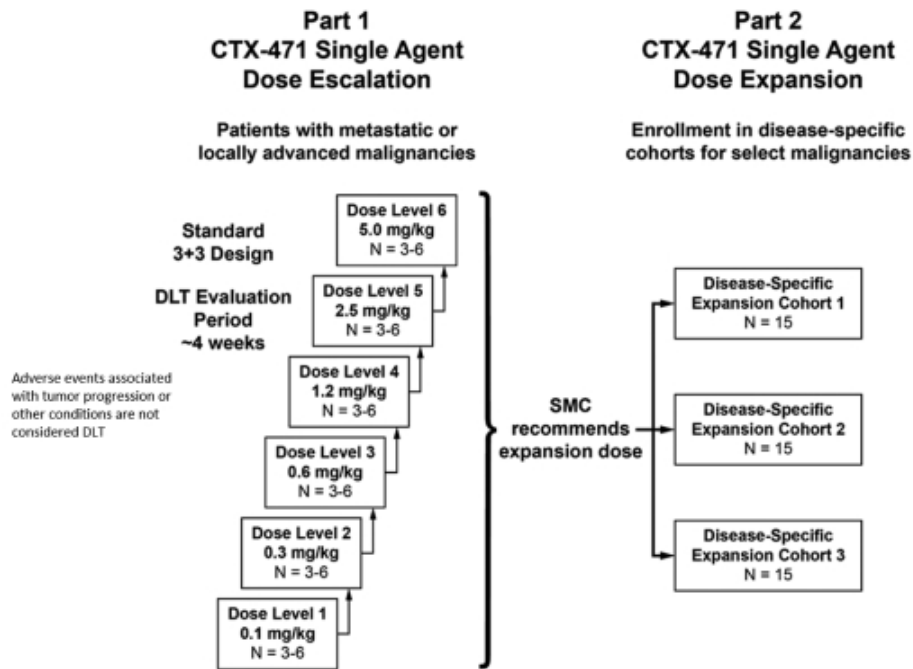 Part 1
CTX-471 Single Agent
Dose Escalation
Patients with metastatic or
locally advanced malignancies
Standard
3+3 Design
DLT Evaluation
Period
~4 weeks
Adverse events associated
with tumor progression or
other conditions are not
considered DLT
Dose Level 6
5.0 mg/kg
N = 3-6
Dose Level 5
2.5 mg/kg
N = 3-6
Dose Level 4
1.2 mg/kg
N = 3-6
Dose Level 3
0.6 mg/kg
N = 3-6
Dose Level 2
0.3 mg/kg
N = 3-6
Dose Level 1
0.1 mg/kg
N = 3-6
SMC
recommends
expansion dose
Part 2
CTX-471 Single Agent
Dose Expansion
Enrollment in disease-specific
cohorts for select malignancies
Disease-Specific
Expansion Cohort 1
N = 15
Disease-Specific
Expansion Cohort 2
N = 15
Disease-Specific
Expansion Cohort 3
N = 15